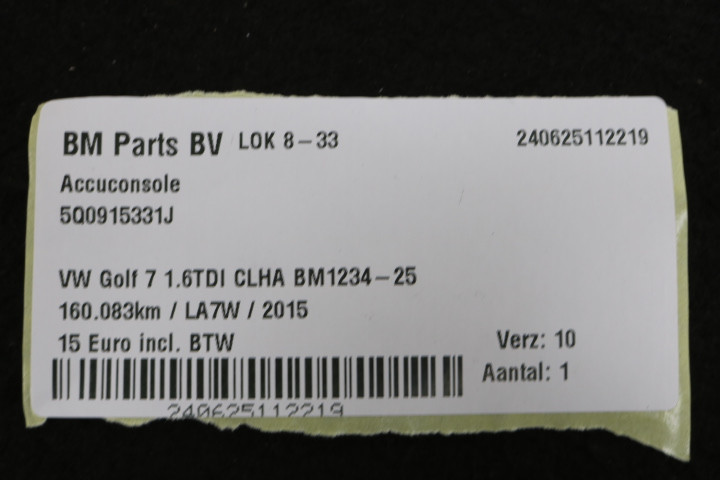 BM Parts BV LOK 8-33 240625112219
Accuconsole
5Q0915331J
VW Golf 7 1.6TDI CLHA BM1234-25
160.083km / LA7W / 2015
15 Euro incl. BTW Verz: 10
Aantal: 1
240625112219